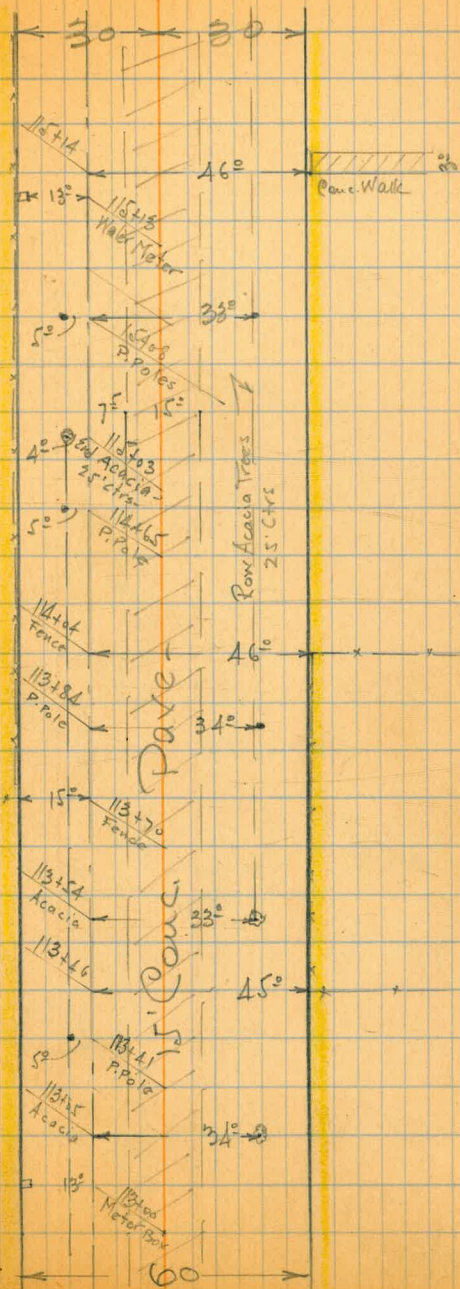 30 30
115+14
46⁰
3⁰
Conc. Walk
13⁰
115+13
Water Meter
33⁰
5⁰
115+08
P. Poles
7⁵ 15⁰
4⁰
115+03
End Acacia
25' Ctrs
5⁰
114+65
P. Pole
Row Acacia Trees
25' Ctrs
114+04
Fence
46⁰
113+84
P. Pole
34⁰
15⁰
113+70
Fence
113+54
Acacia
33⁰
113+46
45⁰
15' Conc. Pave
5⁰
113+41
P. Pole
Acacia
34⁰
13⁰
113+00
Meter Box
60